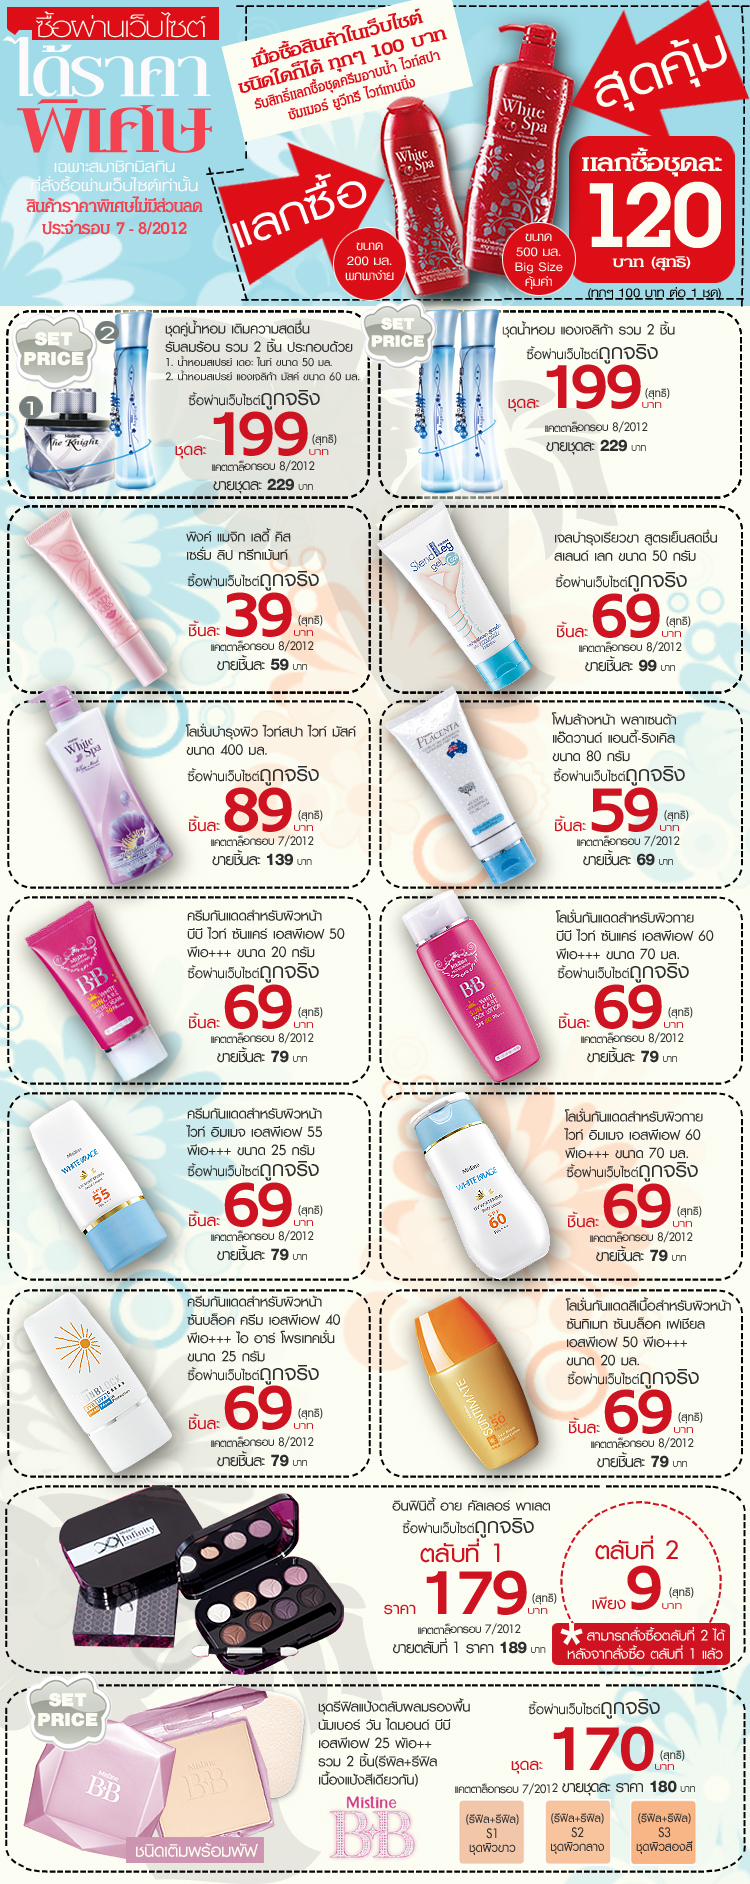 ซื้อผ่านเว็บไซต์
ได้ราคา
พิเศษ
เฉพาะสมาชิกมิสทิน
ที่สั่งซื้อผ่านเว็บไซต์เท่านั้น
สินค้าราคาพิเศษไม่มีส่วนลด
ประจำรอบ 7 - 8/2012
เมื่อซื้อสินค้าในเว็บไซต์
ชนิดใดก็ได้ ทุกๆ 100 บาท
รับสิทธิ์แลกซื้อชุดครีมอาบน้ำ ไวท์สปา
ซัมเมอร์ ยูวีทรี ไวท์เทนนิ่ง
สุดคุ้ม
แลกซื้อ
White
Spa
White
Spa
ขนาด
200 มล.
พกพาง่าย
ขนาด
500 มล.
Big Size
คุ้มค่า
แลกซื้อชุดละ
120
บาท (สุทธิ)
(ทุกๆ 100 บาท ต่อ 1 ชุด)
SET
PRICE
1
2
Mistine
The Knight
ชุดคู่น้ำหอม เติมความสดชื่น
รับลมร้อน รวม 2 ชิ้น ประกอบด้วย
1. น้ำหอมสเปรย์ เดอะ ไนท์ ขนาด 50 มล.
2. น้ำหอมสเปรย์ แองเจลิก้า มัสค์ ขนาด 60 มล.
ซื้อผ่านเว็บไซต์ถูกจริง
ชุดละ 199 (สุทธิ) บาท
แคตตาล็อกรอบ 8/2012
ขายชุดละ 229 บาท
SET
PRICE
ชุดน้ำหอม แองเจลิก้า รวม 2 ชิ้น
ซื้อผ่านเว็บไซต์ถูกจริง
ชุดละ 199 (สุทธิ) บาท
แคตตาล็อกรอบ 8/2012
ขายชุดละ 229 บาท
พิงค์ แมจิก เลดี้ คิส
เซรั่ม ลิป ทรีทเม้นท์
ซื้อผ่านเว็บไซต์ถูกจริง
ชิ้นละ 39 (สุทธิ) บาท
แคตตาล็อกรอบ 8/2012
ขายชิ้นละ 59 บาท
Slend Leg
gel
เจลบำรุงเรียวขา สูตรเย็นสดชื่น
สเลนด์ เลก ขนาด 50 กรัม
ซื้อผ่านเว็บไซต์ถูกจริง
ชิ้นละ 69 (สุทธิ) บาท
แคตตาล็อกรอบ 8/2012
ขายชิ้นละ 99 บาท
White
Spa
โลชั่นบำรุงผิว ไวท์สปา ไวท์ มัสค์
ขนาด 400 มล.
ซื้อผ่านเว็บไซต์ถูกจริง
ชิ้นละ 89 (สุทธิ) บาท
แคตตาล็อกรอบ 7/2012
ขายชิ้นละ 139 บาท
PLACENTA
โฟมล้างหน้า พลาเซนต้า
แอ๊ดวานด์ แอนตี้-ริงเคิล
ขนาด 80 กรัม
ซื้อผ่านเว็บไซต์ถูกจริง
ชิ้นละ 59 (สุทธิ) บาท
แคตตาล็อกรอบ 7/2012
ขายชิ้นละ 69 บาท
BB
ครีมกันแดดสำหรับผิวหน้า
บีบี ไวท์ ซันแคร์ เอสพีเอฟ 50
พีเอ+++ ขนาด 20 กรัม
ซื้อผ่านเว็บไซต์ถูกจริง
ชิ้นละ 69 (สุทธิ) บาท
แคตตาล็อกรอบ 8/2012
ขายชิ้นละ 79 บาท
BB
WHITE
SUN CARE
BODY LOTION
โลชั่นกันแดดสำหรับผิวกาย
บีบี ไวท์ ซันแคร์ เอสพีเอฟ 60
พีเอ+++ ขนาด 70 มล.
ซื้อผ่านเว็บไซต์ถูกจริง
ชิ้นละ 69 (สุทธิ) บาท
แคตตาล็อกรอบ 8/2012
ขายชิ้นละ 79 บาท
Mistine
WHITE IMAGE
55
ครีมกันแดดสำหรับผิวหน้า
ไวท์ อิมเมจ เอสพีเอฟ 55
พีเอ+++ ขนาด 25 กรัม
ซื้อผ่านเว็บไซต์ถูกจริง
ชิ้นละ 69 (สุทธิ) บาท
แคตตาล็อกรอบ 8/2012
ขายชิ้นละ 79 บาท
Mistine
WHITE IMAGE
60
โลชั่นกันแดดสำหรับผิวกาย
ไวท์ อิมเมจ เอสพีเอฟ 60
พีเอ+++ ขนาด 70 มล.
ซื้อผ่านเว็บไซต์ถูกจริง
ชิ้นละ 69 (สุทธิ) บาท
แคตตาล็อกรอบ 8/2012
ขายชิ้นละ 79 บาท
ครีมกันแดดสำหรับผิวหน้า
ซันบล็อค ครีม เอสพีเอฟ 40
พีเอ+++ ไอ อาร์ โพรเทคชั่น
ขนาด 25 กรัม
ซื้อผ่านเว็บไซต์ถูกจริง
ชิ้นละ 69 (สุทธิ) บาท
แคตตาล็อกรอบ 8/2012
ขายชิ้นละ 79 บาท
SUNTIMATE
50
โลชั่นกันแดดสีเนื้อสำหรับผิวหน้า
ซันทิเมท ซันบล็อค เฟเชียล
เอสพีเอฟ 50 พีเอ+++
ขนาด 20 มล.
ซื้อผ่านเว็บไซต์ถูกจริง
ชิ้นละ 69 (สุทธิ) บาท
แคตตาล็อกรอบ 8/2012
ขายชิ้นละ 79 บาท
Infinity
อินฟินิตี้ อาย คัลเลอร์ พาเลต
ซื้อผ่านเว็บไซต์ถูกจริง
ตลับที่ 1
ราคา 179 (สุทธิ) บาท
แคตตาล็อกรอบ 7/2012
ขายตลับที่ 1 ราคา 189 บาท
ตลับที่ 2
เพียง 9 (สุทธิ) บาท
* สามารถสั่งซื้อตลับที่ 2 ได้
หลังจากสั่งซื้อ ตลับที่ 1 แล้ว
SET
PRICE
Mistine
BB
Mistine
BB
ชนิดเติมพร้อมพัฟ
ชุดรีฟิลแป้งตลับผสมรองพื้น
นัมเบอร์ วัน ไดมอนด์ บีบี
เอสพีเอฟ 25 พีเอ++
รวม 2 ชิ้น(รีฟิล+รีฟิล
เนื้องแป้งสีเดียวกัน)
Mistine
BB
ซื้อผ่านเว็บไซต์ถูกจริง
ชุดละ 170 (สุทธิ) บาท
แคตตาล็อกรอบ 7/2012 ขายชุดละ ราคา 180 บาท
(รีฟิล+รีฟิล)
S1
ชุดผิวขาว
(รีฟิล+รีฟิล)
S2
ชุดผิวกลาง
(รีฟิล+รีฟิล)
S3
ชุดผิวสองสี